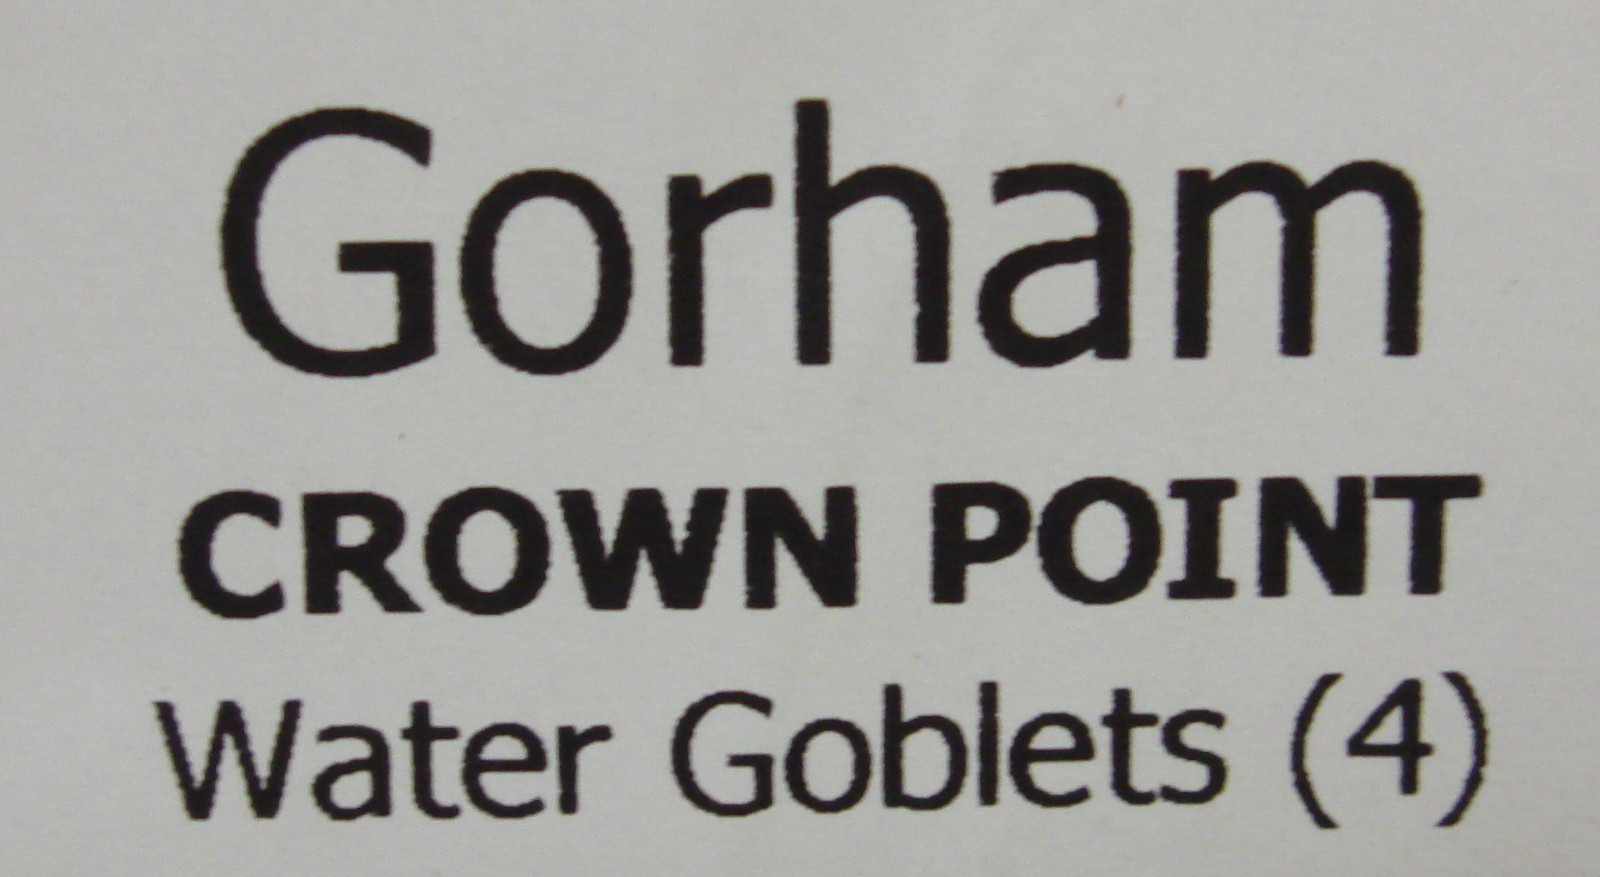 Gorham
CROWN POINT
Water Goblets (4)